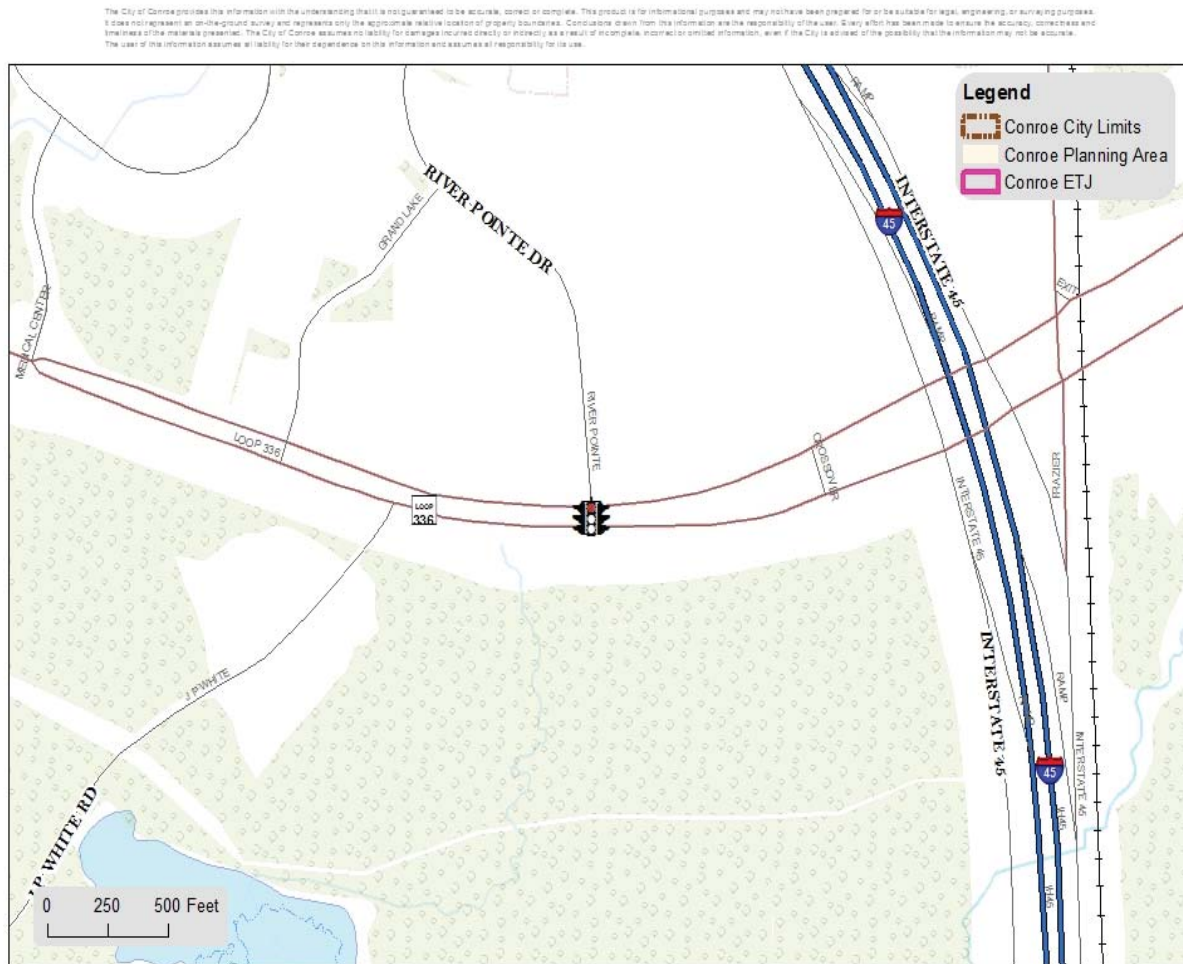 The City of Conroe provides this information with the understanding that it is not guaranteed to be accurate, correct or complete. This product is for informational purposes and may not have been prepared for or be suitable for legal, engineering, or surveying purposes.
It does not represent an on-the-ground survey and represents only the approximate relative location of property boundaries. Conclusions drawn from this information are the responsibility of the user. Every effort has been made to ensure the accuracy, correctness and
timeliness of the materials presented. The City of Conroe assumes no liability for damages incurred directly or indirectly as a result of incomplete, incorrect or omitted information, even if the City is advised of the possibility that the information may not be accurate.
The user of this information assumes all liability for their dependence on this information and assumes all responsibility for its use.
Legend
Conroe City Limits
Conroe Planning Area
Conroe ETJ
RAMP
INTERSTATE 45
45
RIVER POINTE DR
GRAND LAKE
MEDICAL CENTER
EXIT
RAMP
RIVER POINTE
LOOP 336
CROSSOVER
LOOP
336
FRAZIER
INTERSTATE 45
INTERSTATE 45
J P WHITE
RAMP
INTERSTATE 45
45
IH45
J.P. WHITE RD
IH45
0 250 500 Feet